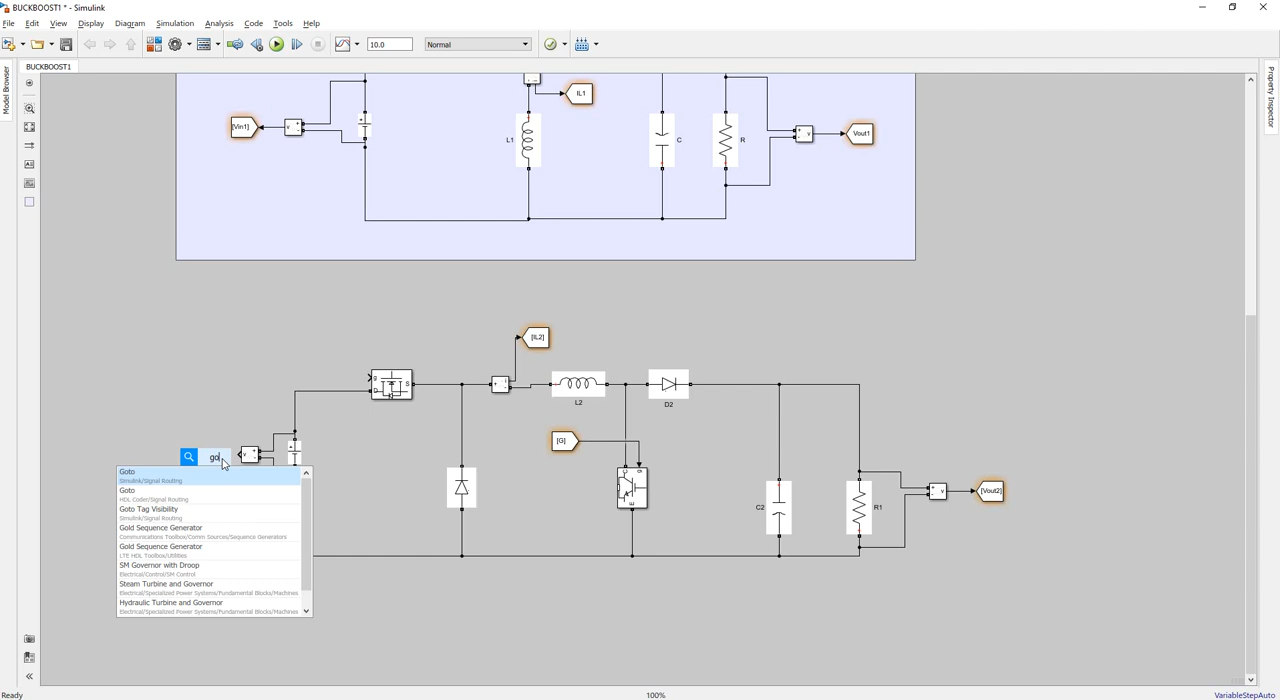 BUCKBOOST1 * - Simulink
File Edit View Display Diagram Simulation Analysis Code Tools Help
10.0 Normal
BUCKBOOST1
Model Browser
Property Inspector
IL1
[Vin1]
v
+
-
L1
C
R
+
-
v
Vout1
[IL2]
g
D
S
+
i
-
L2
D2
[G]
g
C
E
C2
R1
+
-
v
[Vout2]
go
v
+
-
Goto
Simulink/Signal Routing
Goto
HDL Coder/Signal Routing
Goto Tag Visibility
Simulink/Signal Routing
Gold Sequence Generator
Communications Toolbox/Comm Sources/Sequence Generators
Gold Sequence Generator
LTE HDL Toolbox/Utilities
SM Governor with Droop
Electrical/Control/SM Control
Steam Turbine and Governor
Electrical/Specialized Power Systems/Fundamental Blocks/Machines
Hydraulic Turbine and Governor
Electrical/Specialized Power Systems/Fundamental Blocks/Machines
Ready 100% VariableStepAuto